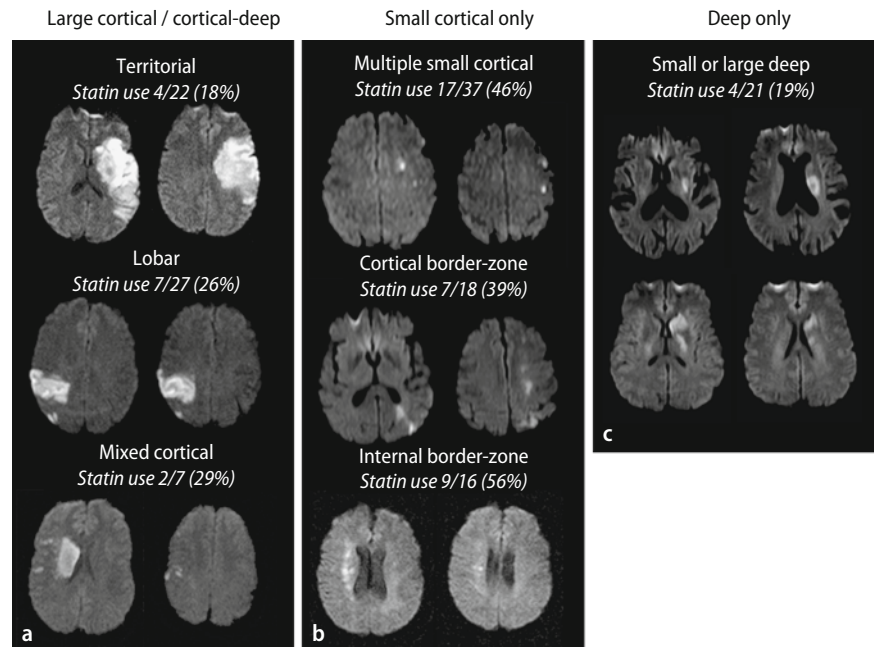 Large cortical / cortical-deep
Territorial
Statin use 4/22 (18%)
Lobar
Statin use 7/27 (26%)
Mixed cortical
Statin use 2/7 (29%)
a
Small cortical only
Multiple small cortical
Statin use 17/37 (46%)
Cortical border-zone
Statin use 7/18 (39%)
Internal border-zone
Statin use 9/16 (56%)
b
Deep only
Small or large deep
Statin use 4/21 (19%)
c